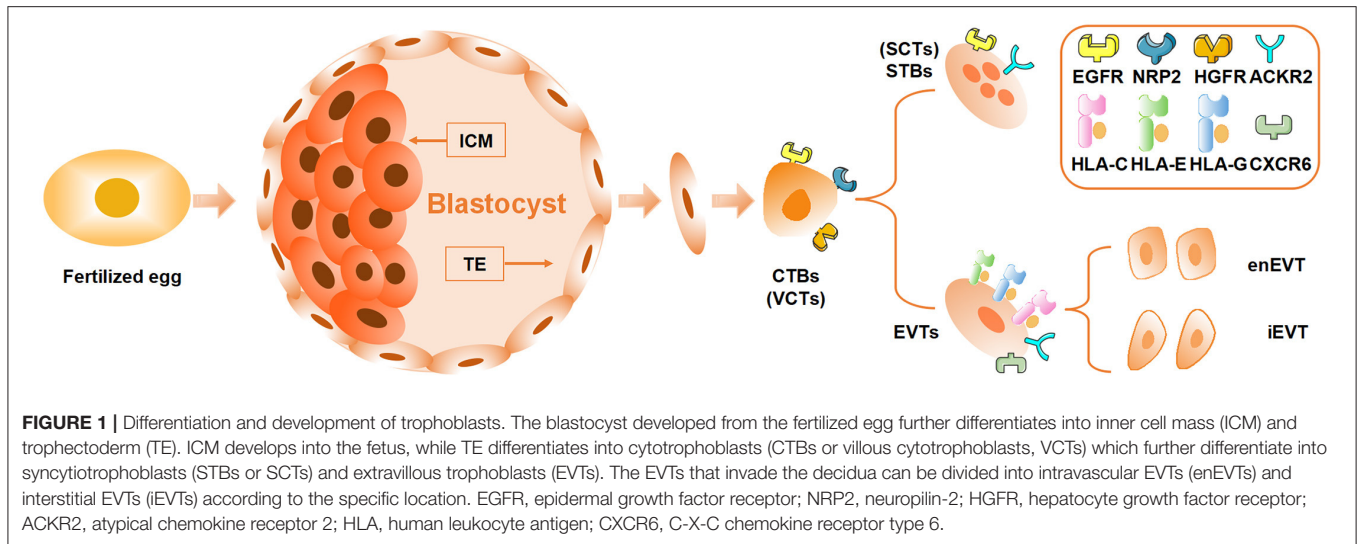 Fertilized egg
ICM
Blastocyst
TE
CTBs
(VCTs)
(SCTs)
STBs
EVTs
EGFR NRP2 HGFR ACKR2
HLA-C HLA-E HLA-G CXCR6
enEVT
iEVT
FIGURE 1 | Differentiation and development of trophoblasts. The blastocyst developed from the fertilized egg further differentiates into inner cell mass (ICM) and
trophectoderm (TE). ICM develops into the fetus, while TE differentiates into cytotrophoblasts (CTBs or villous cytotrophoblasts, VCTs) which further differentiate into
syncytiotrophoblasts (STBs or SCTs) and extravillous trophoblasts (EVTs). The EVTs that invade the decidua can be divided into intravascular EVTs (enEVTs) and
interstitial EVTs (iEVTs) according to the specific location. EGFR, epidermal growth factor receptor; NRP2, neuropilin-2; HGFR, hepatocyte growth factor receptor;
ACKR2, atypical chemokine receptor 2; HLA, human leukocyte antigen; CXCR6, C-X-C chemokine receptor type 6.